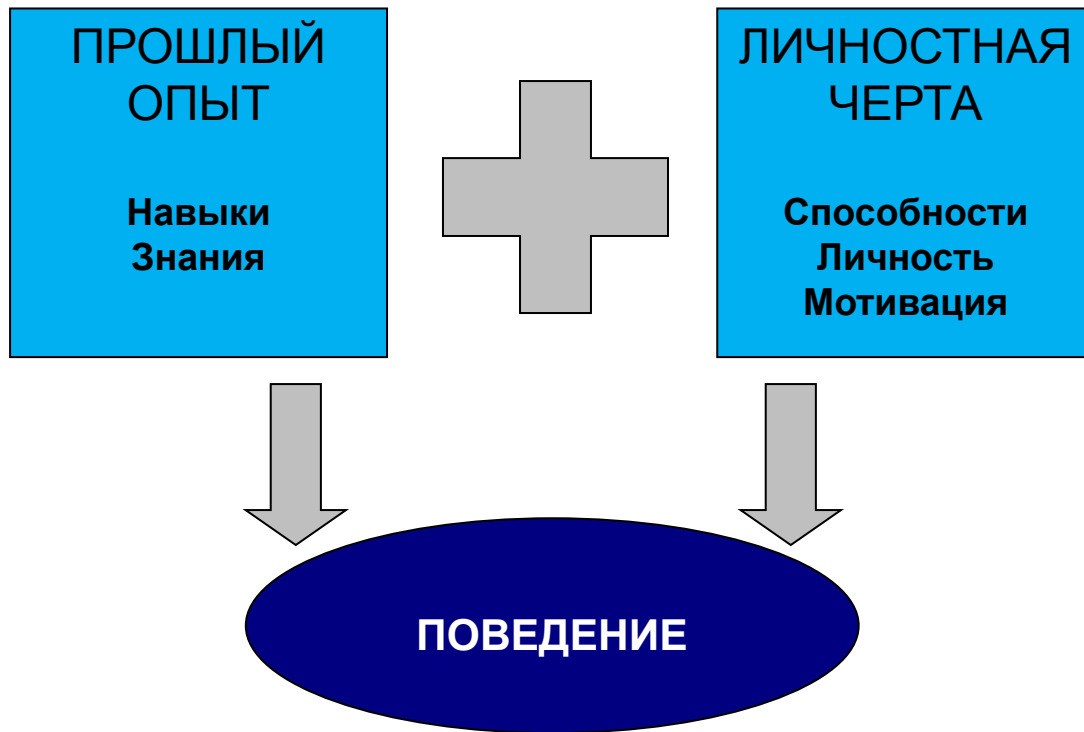 ПРОШЛЫЙ
ОПЫТ
Навыки
Знания
ЛИЧНОСТНАЯ
ЧЕРТА
Способности
Личность
Мотивация
ПОВЕДЕНИЕ